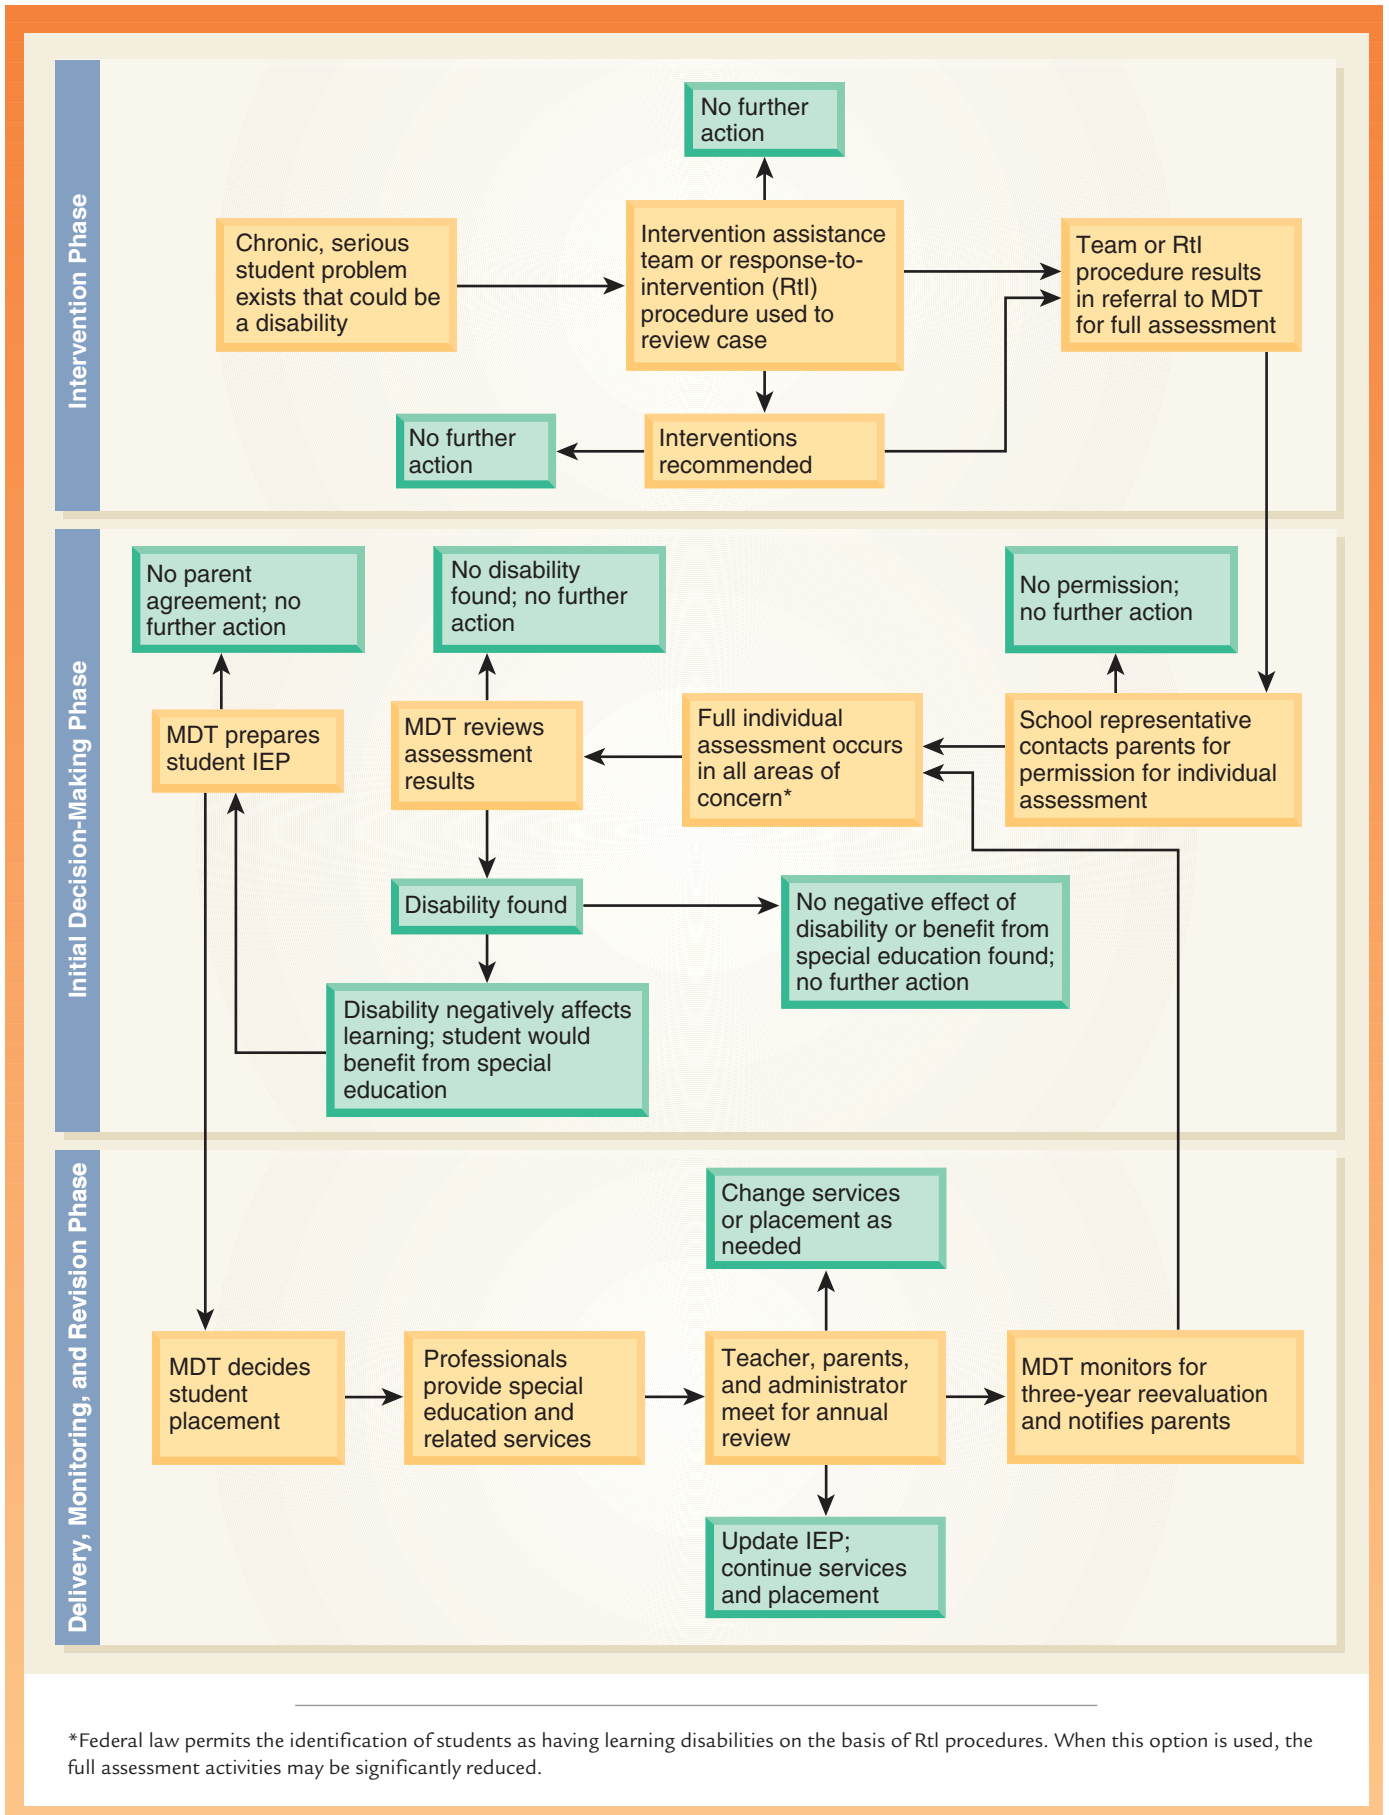 Intervention Phase
No further
action
Chronic, serious
student problem
exists that could be
a disability
Intervention assistance
team or response-to-
intervention (RtI)
procedure used to
review case
Team or RtI
procedure results
in referral to MDT
for full assessment
No further
action
Interventions
recommended
Initial Decision-Making Phase
No parent
agreement; no
further action
No disability
found; no further
action
No permission;
no further action
MDT prepares
student IEP
MDT reviews
assessment
results
Full individual
assessment occurs
in all areas of
concern*
School representative
contacts parents for
permission for individual
assessment
Disability found
No negative effect of
disability or benefit from
special education found;
no further action
Disability negatively affects
learning; student would
benefit from special
education
Delivery, Monitoring, and Revision Phase
Change services
or placement as
needed
MDT decides
student
placement
Professionals
provide special
education and
related services
Teacher, parents,
and administrator
meet for annual
review
MDT monitors for
three-year reevaluation
and notifies parents
Update IEP;
continue services
and placement
*Federal law permits the identification of students as having learning disabilities on the basis of RtI procedures. When this option is used, the
full assessment activities may be significantly reduced.